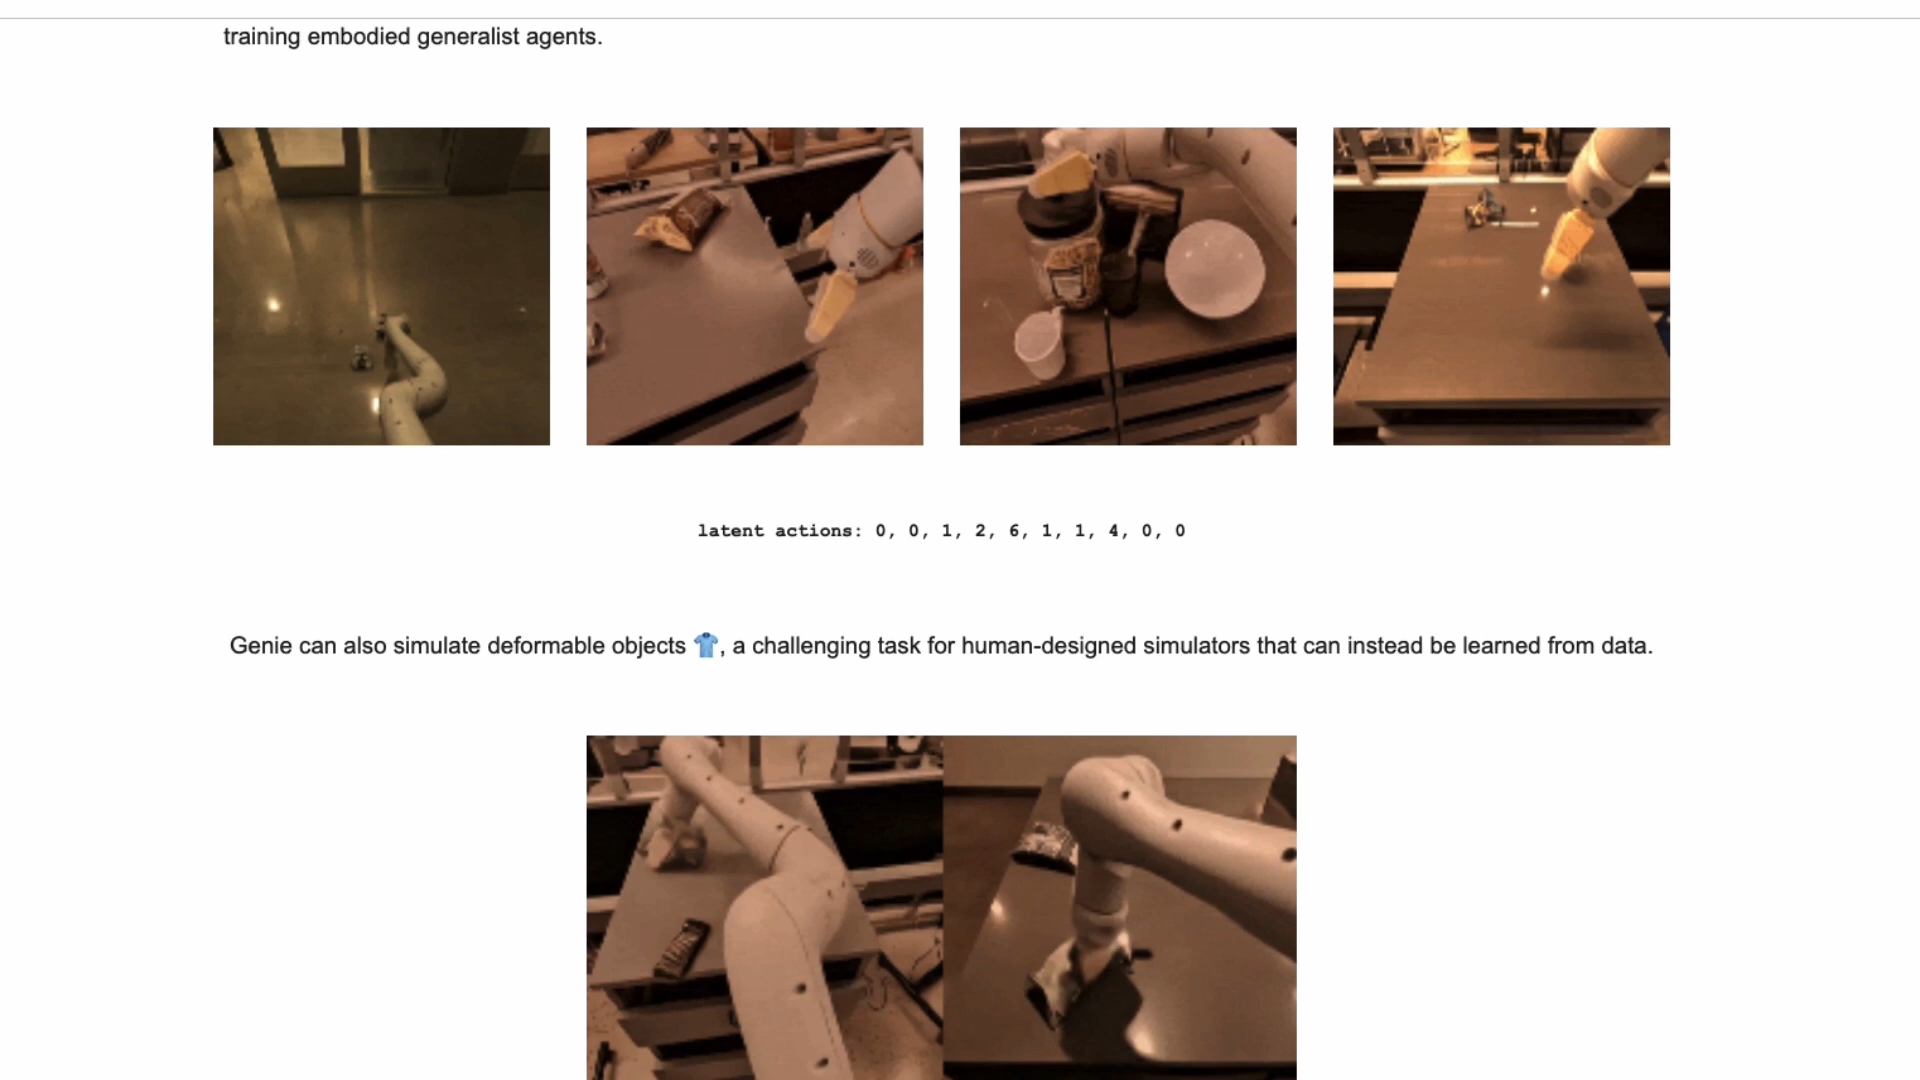 training embodied generalist agents.
latent actions: 0, 0, 1, 2, 6, 1, 1, 4, 0, 0
Genie can also simulate deformable objects 👕, a challenging task for human-designed simulators that can instead be learned from data.